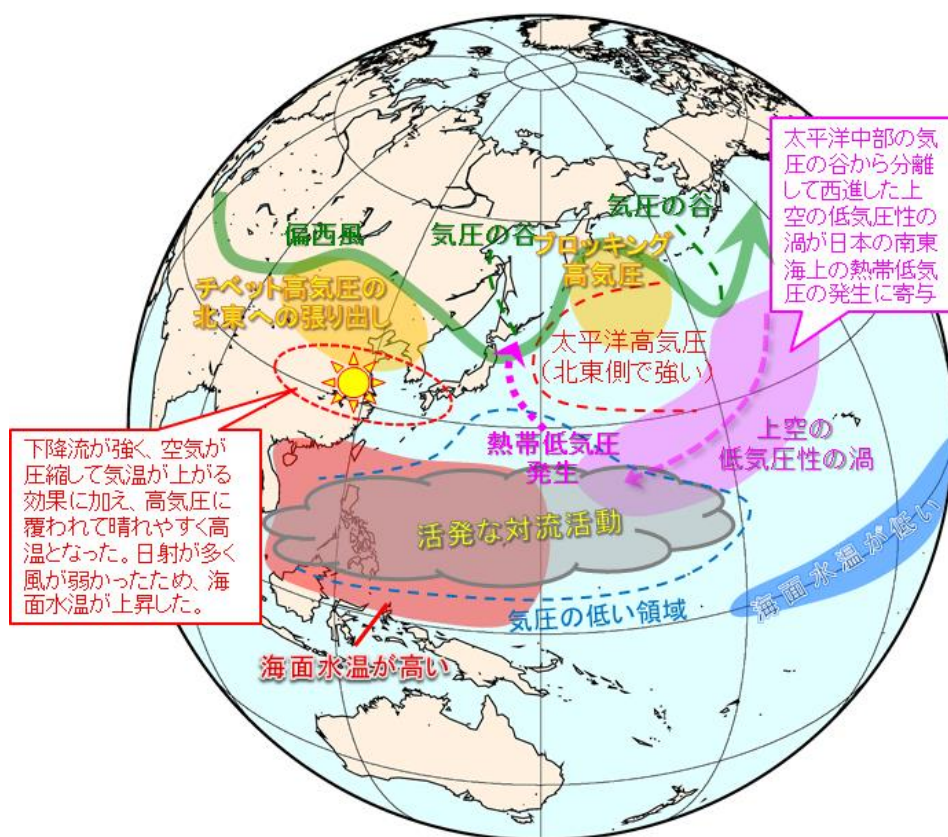 太平洋中部の気
圧の谷から分離
して西進した上
空の低気圧性の
渦が日本の南東
海上の熱帯低気
圧の発生に寄与
気圧の谷
偏西風
気圧の谷
ブロッキング
高気圧
チベット高気圧の
北東への張り出し
太平洋高気圧
(北東側で強い)
熱帯低気圧
発生
上空の
低気圧性の渦
下降流が強く、空気が
圧縮して気温が上がる
効果に加え、高気圧に
覆われて晴れやすく高
温となった。日射が多く
風が弱かったため、海
面水温が上昇した。
活発な対流活動
海面水温が低い
気圧の低い領域
海面水温が高い